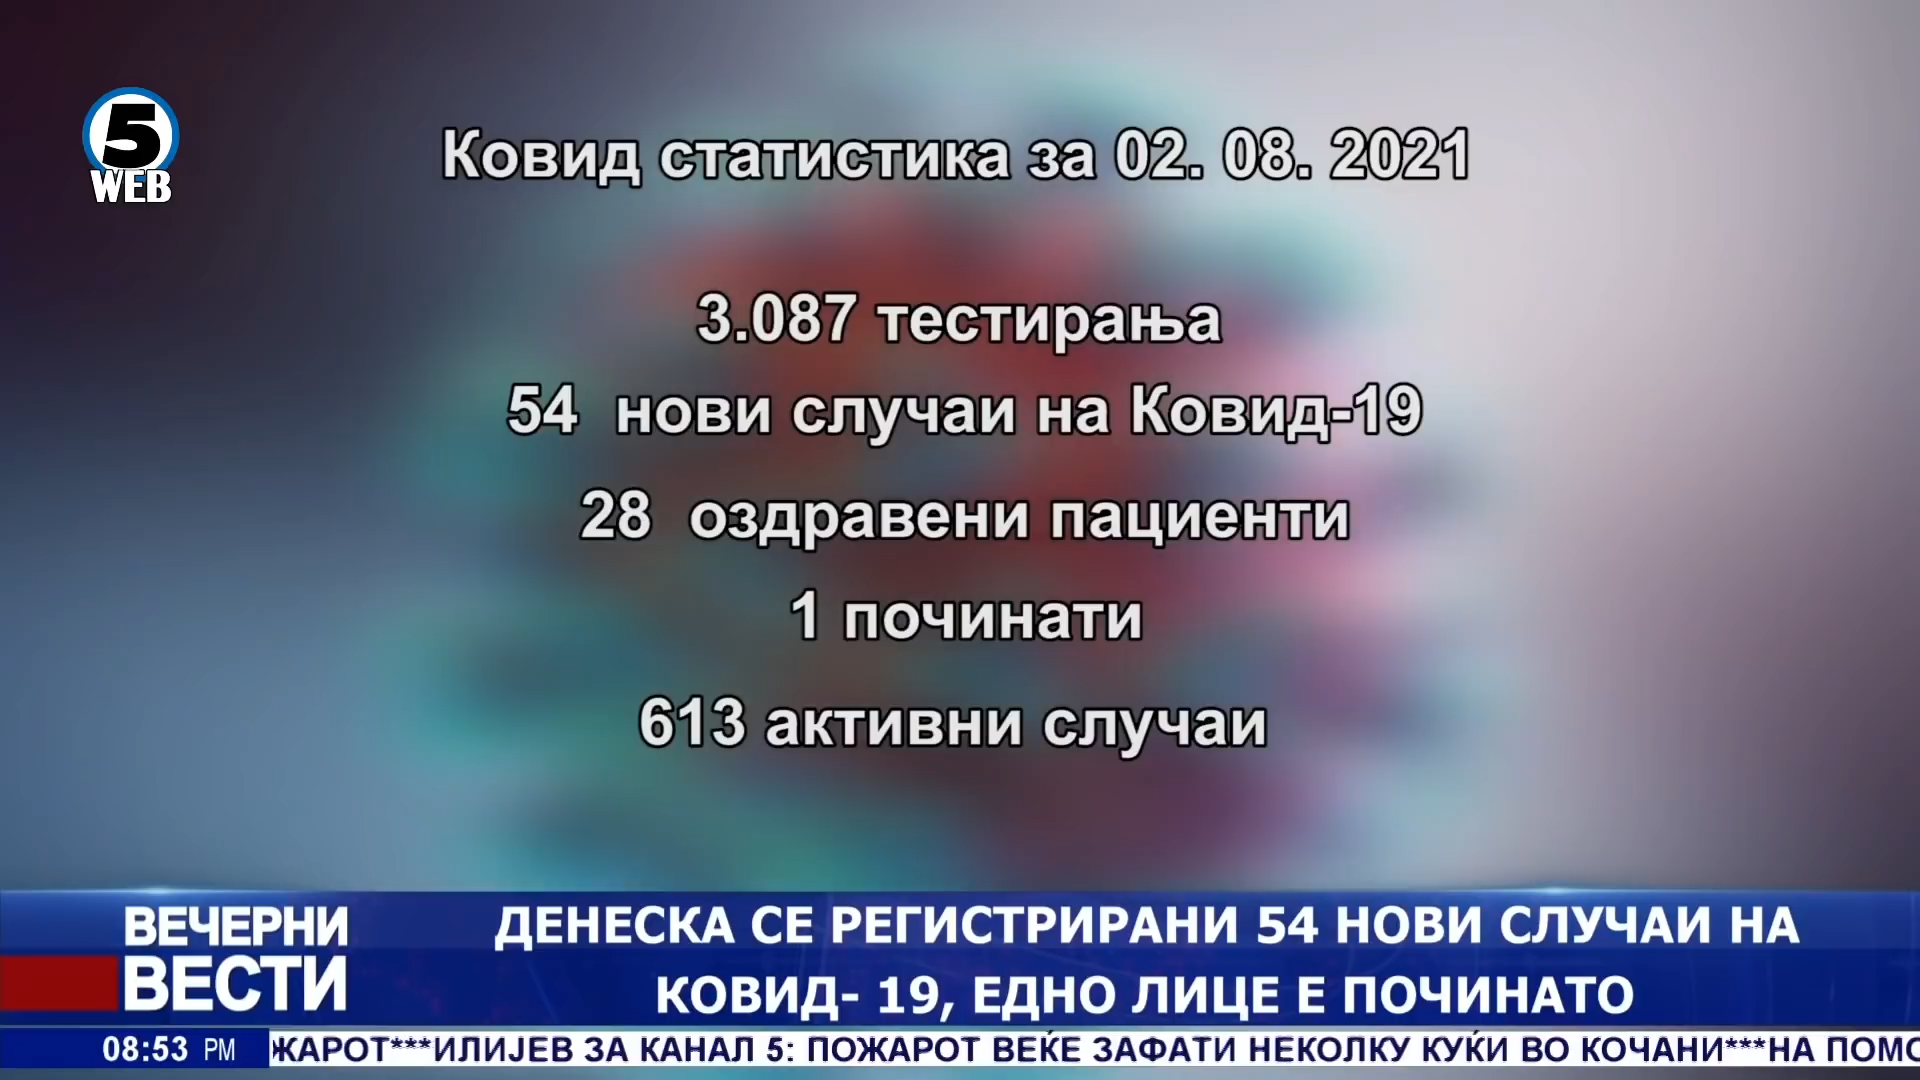 5
WEB
Ковид статистика за 02. 08. 2021
3.087 тестирања
54 нови случаи на Ковид-19
28 оздравени пациенти
1 починати
613 активни случаи
ВЕЧЕРНИ
ВЕСТИ
ДЕНЕСКА СЕ РЕГИСТРИРАНИ 54 НОВИ СЛУЧАИ НА
КОВИД- 19, ЕДНО ЛИЦЕ Е ПОЧИНАТО
08:53 PM
ЖАРОТ***ИЛИЈЕВ ЗА КАНАЛ 5: ПОЖАРОТ ВЕЌЕ ЗАФАТИ НЕКОЛКУ КУЌИ ВО КОЧАНИ***НА ПОМО